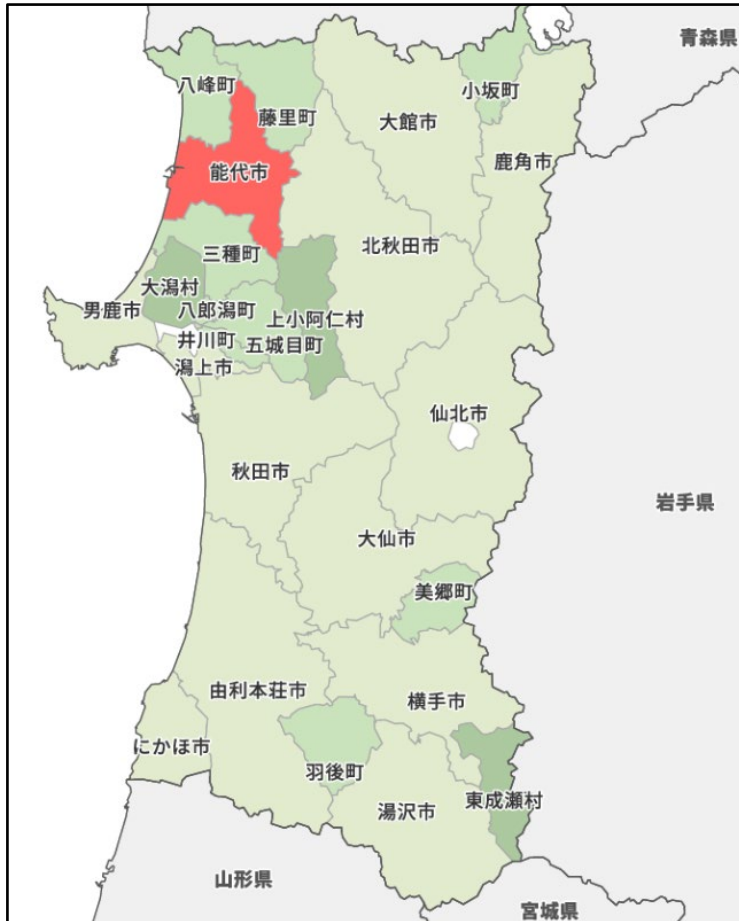 青森県
八峰町
小坂町
藤里町
大館市
鹿角市
能代市
北秋田市
三種町
大潟村
男鹿市
八郎潟町
上小阿仁村
井川町
五城目町
潟上市
仙北市
秋田市
岩手県
大仙市
美郷町
由利本荘市
横手市
にかほ市
羽後町
東成瀬村
湯沢市
山形県
宮城県